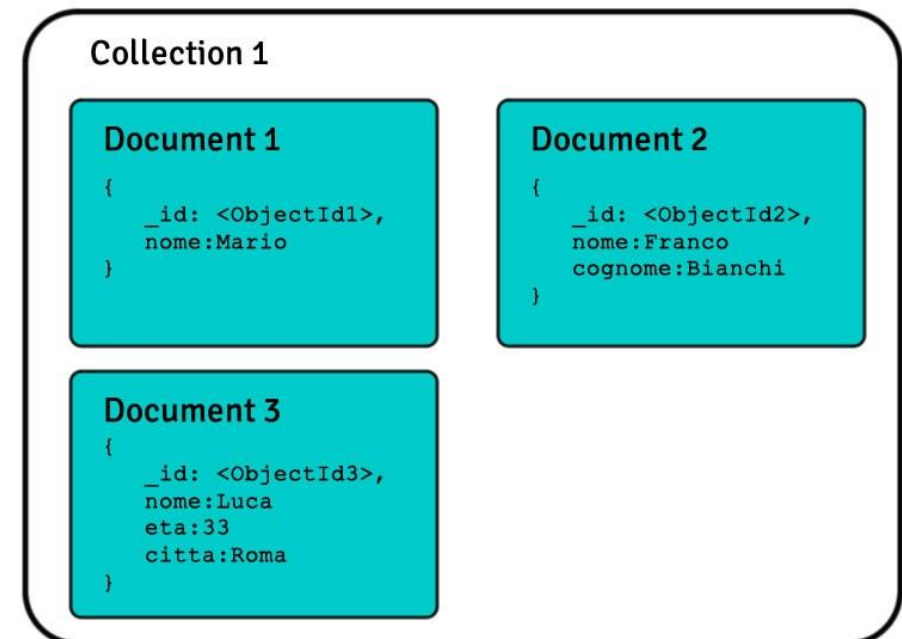 Collection 1
Document 1
{
_id: <ObjectId1>,
nome:Mario
}
Document 2
{
_id: <ObjectId2>,
nome:Franco
cognome:Bianchi
}
Document 3
{
_id: <ObjectId3>,
nome:Luca
eta:33
citta:Roma
}